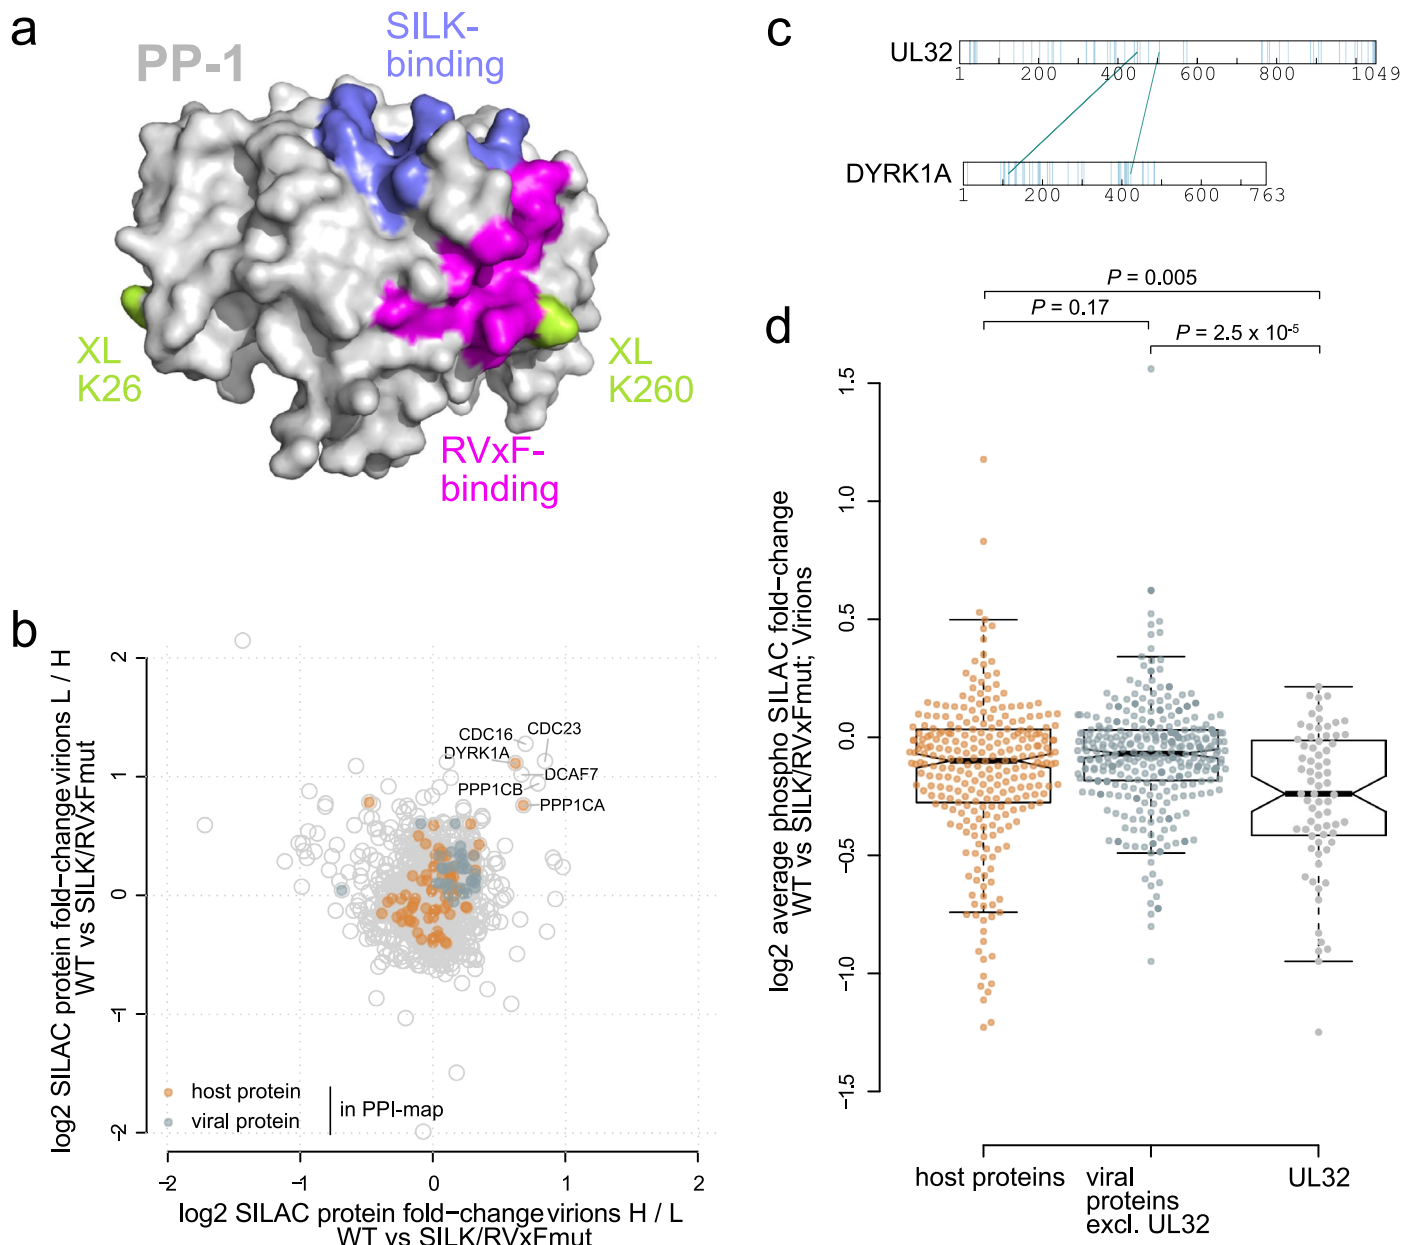 a
PP-1
SILK-
binding
XL
K26
XL
K260
RVxF-
binding
b
log2 SILAC protein fold-change virions L / H
WT vs SILK/RVxFmut
2
1
0
-1
-2
CDC16
CDC23
DYRK1A
DCAF7
PPP1CB
PPP1CA
host protein
viral protein
in PPI-map
-2
-1
0
1
2
log2 SILAC protein fold-change virions H / L
WT vs SILK/RVxFmut
c
UL32
1 200 400 600 800 1049
DYRK1A
1 200 400 600 763
d
P = 0.005
P = 0.17
P = 2.5 x 10-5
log2 average phospho SILAC fold-change
WT vs SILK/RVxFmut; Virions
1.5
1.0
0.5
0.0
-0.5
-1.0
-1.5
host proteins
viral
proteins
excl. UL32
UL32